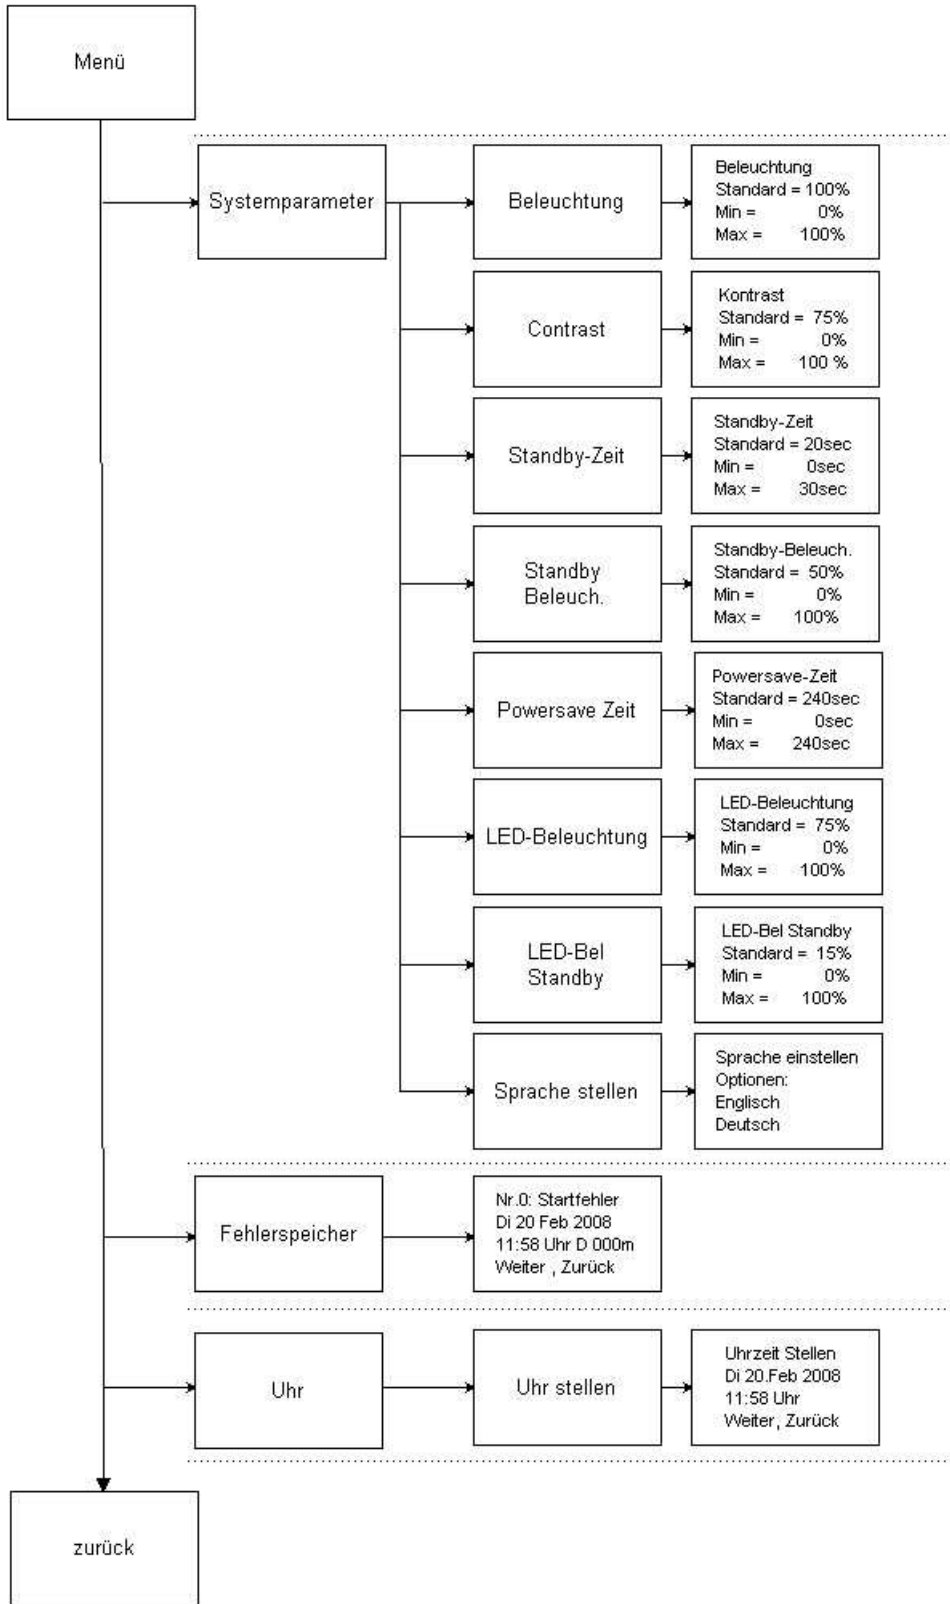 Menü
Systemparameter
Beleuchtung
Beleuchtung
Standard = 100%
Min = 0%
Max = 100%
Contrast
Kontrast
Standard = 75%
Min = 0%
Max = 100 %
Standby-Zeit
Standby-Zeit
Standard = 20sec
Min = 0sec
Max = 30sec
Standby
Beleuch.
Standby-Beleuch.
Standard = 50%
Min = 0%
Max = 100%
Powersave Zeit
Powersave-Zeit
Standard = 240sec
Min = 0sec
Max = 240sec
LED-Beleuchtung
LED-Beleuchtung
Standard = 75%
Min = 0%
Max = 100%
LED-Bel
Standby
LED-Bel Standby
Standard = 15%
Min = 0%
Max = 100%
Sprache stellen
Sprache einstellen
Optionen:
Englisch
Deutsch
Fehlerspeicher
Nr.0: Startfehler
Di 20 Feb 2008
11:58 Uhr D 000m
Weiter , Zurück
Uhr
Uhr stellen
Uhrzeit Stellen
Di 20.Feb 2008
11:58 Uhr
Weiter, Zurück
zurück